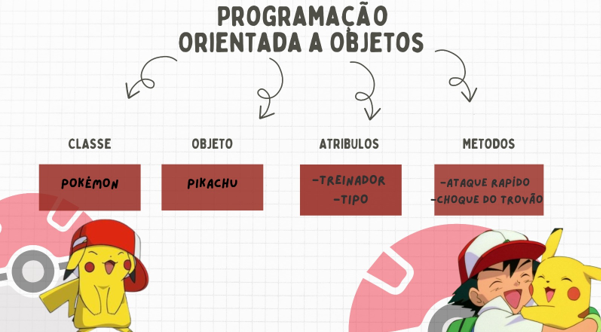 PROGRAMAÇÃO
ORIENTADA A OBJETOS
CLASSE
OBJETO
ATRIBULOS
METODOS
POKÉMON
PIKACHU
-TREINADOR
-TIPO
-ATAQUE RAPÍDO
-CHOQUE DO TROVÃO